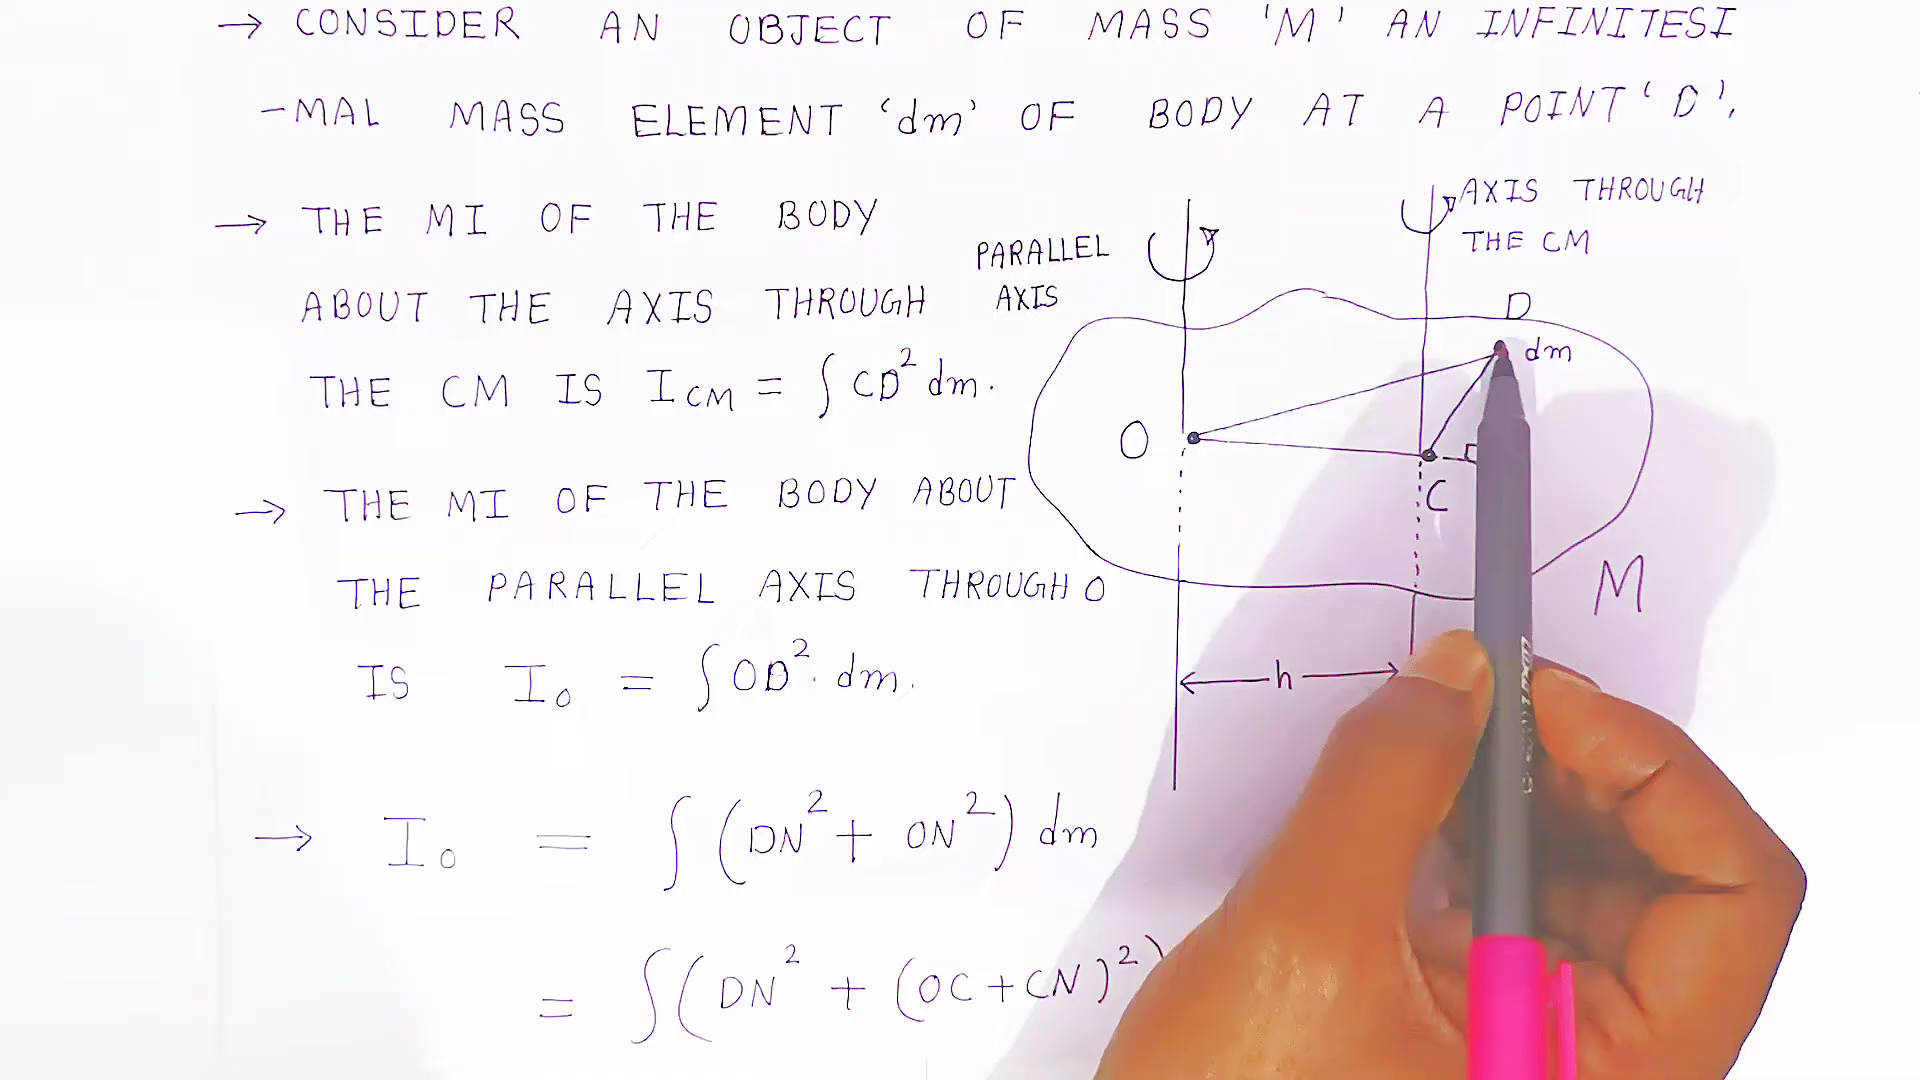 → CONSIDER AN OBJECT OF MASS 'M' AN INFINITESI
-MAL MASS ELEMENT 'dm' OF BODY AT A POINT 'D'.
→ THE MI OF THE BODY
ABOUT THE AXIS THROUGH
THE CM IS I_CM = ∫ CD² dm.
→ THE MI OF THE BODY ABOUT
THE PARALLEL AXIS THROUGH O
IS I₀ = ∫ OD². dm.
→ I₀ = ∫ (DN² + ON²) dm
= ∫ (DN² + (OC + CN)²)
PARALLEL
AXIS
AXIS THROUGH
THE CM
D
dm
O
C
M
h